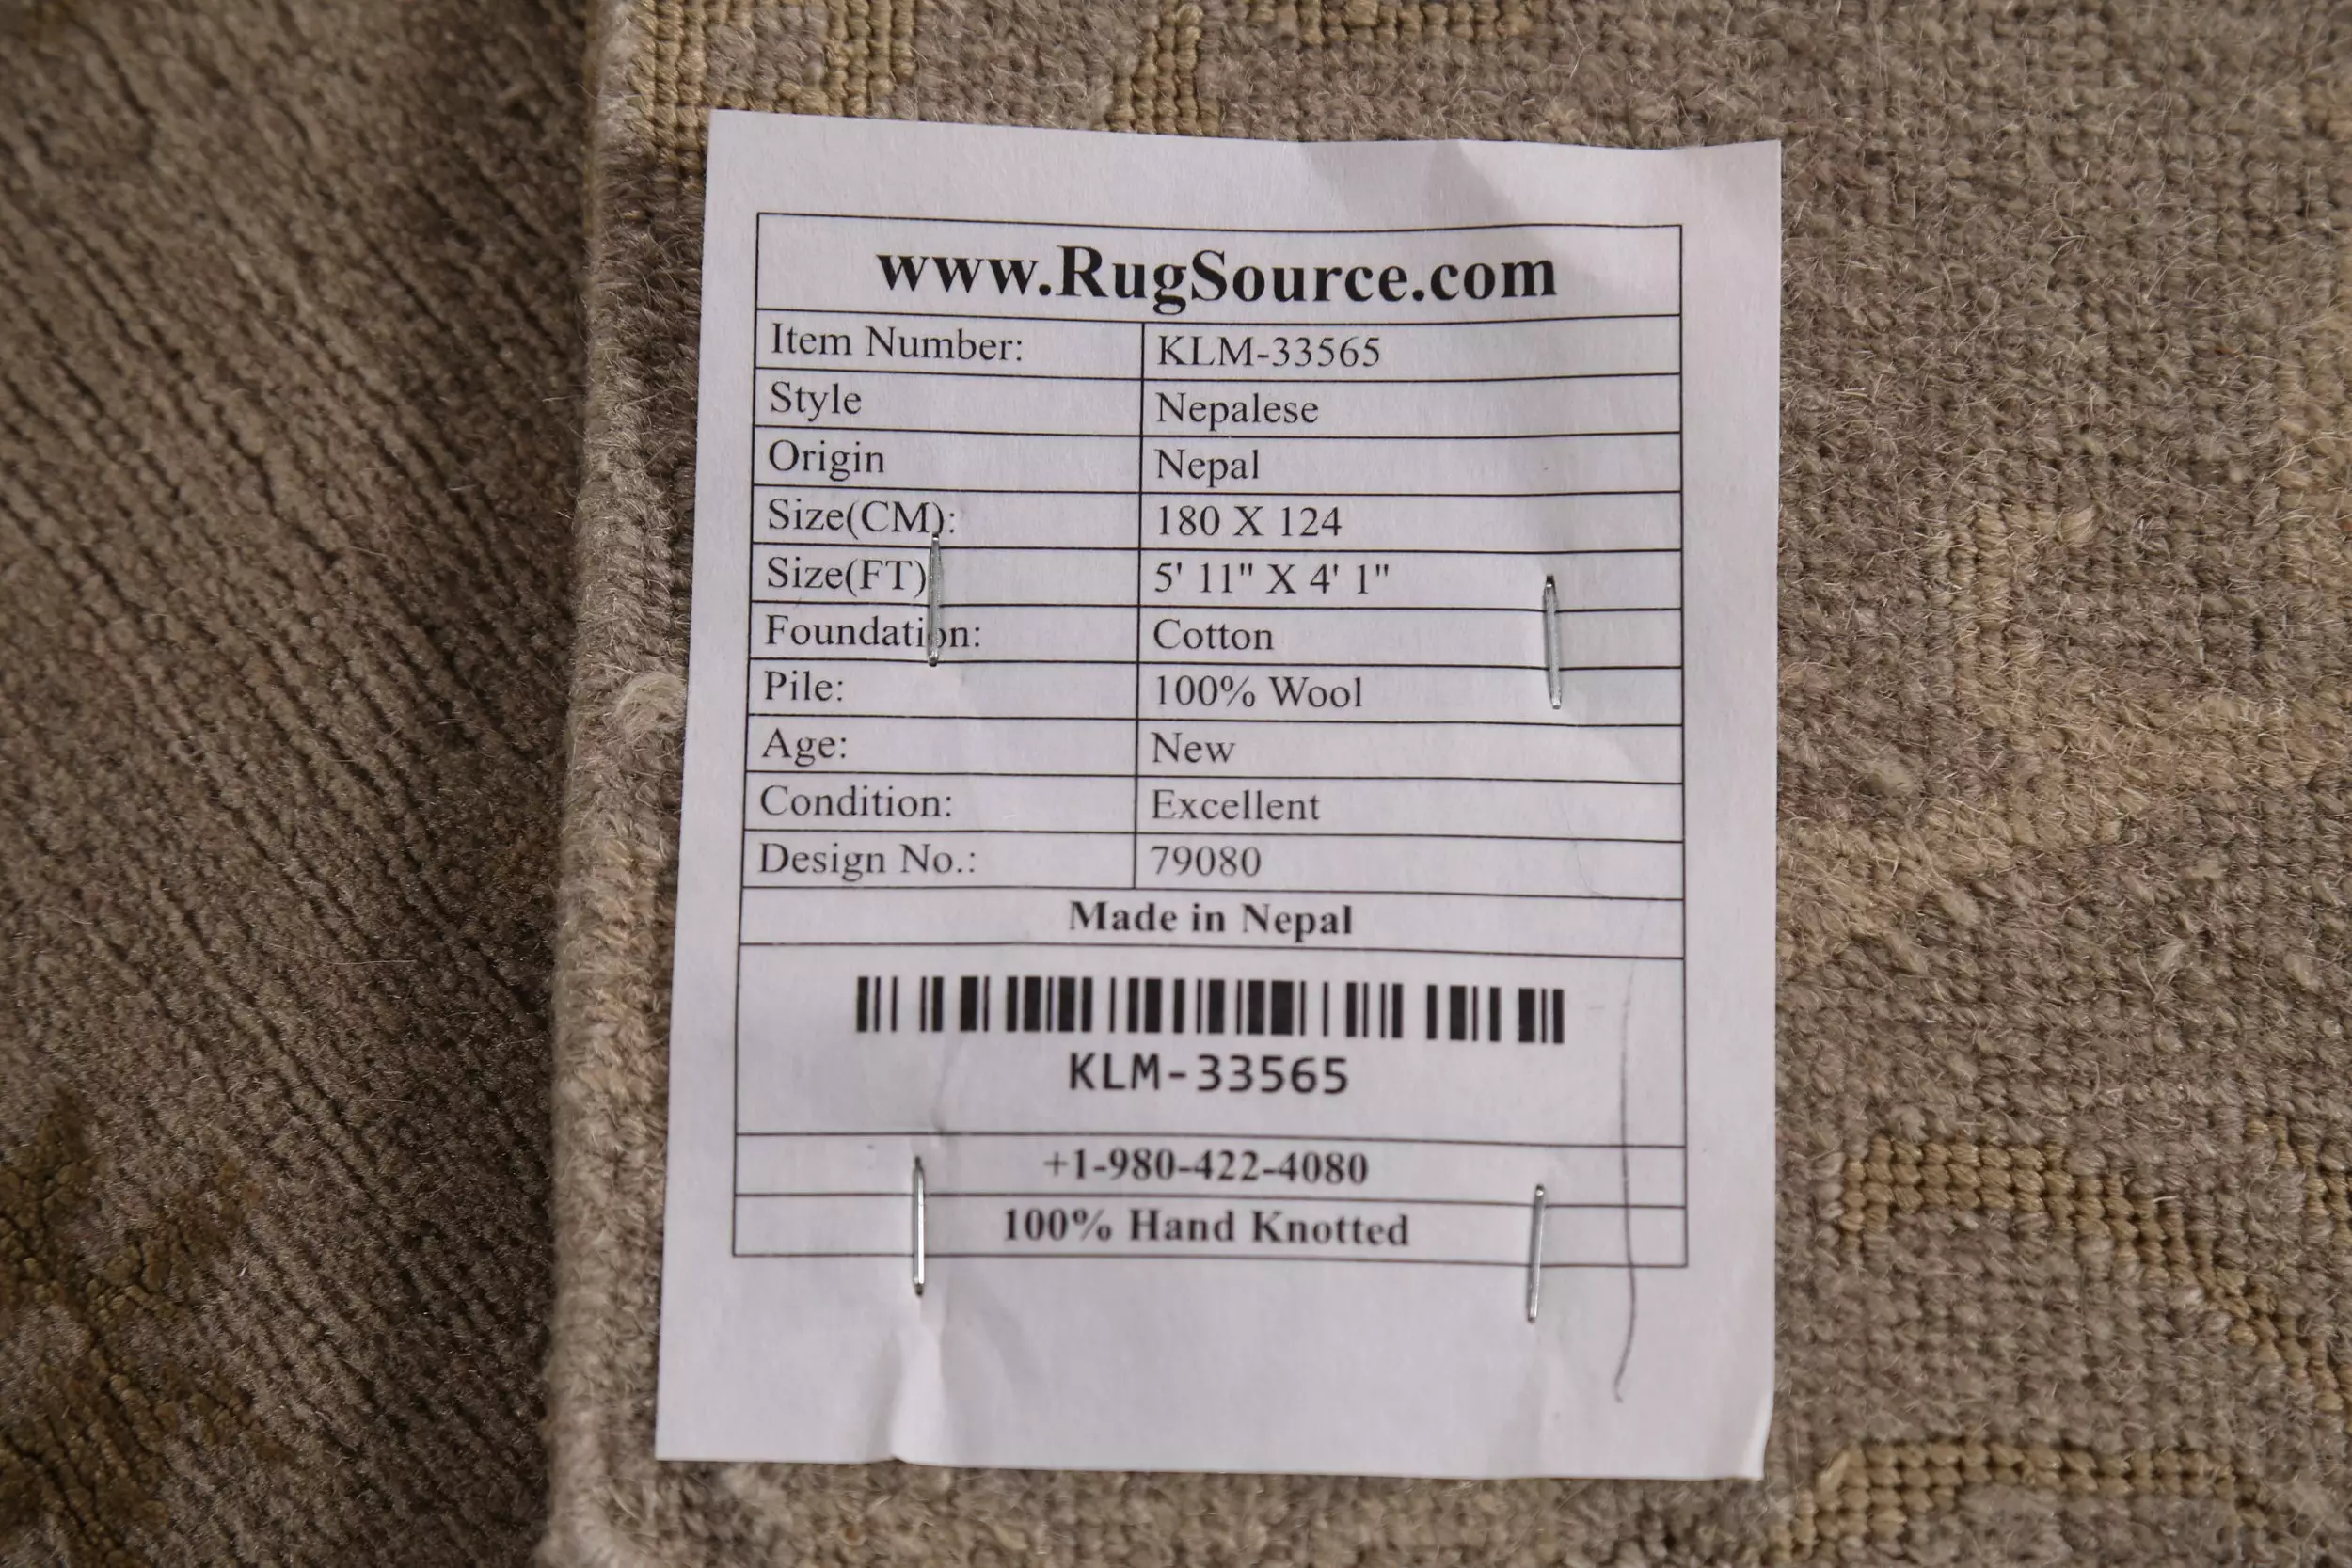 www.RugSource.com
Item Number: KLM-33565
Style Nepalese
Origin Nepal
Size(CM): 180 X 124
Size(FT) 5' 11" X 4' 1"
Foundation: Cotton
Pile: 100% Wool
Age: New
Condition: Excellent
Design No.: 79080
Made in Nepal
KLM-33565
+1-980-422-4080
100% Hand Knotted